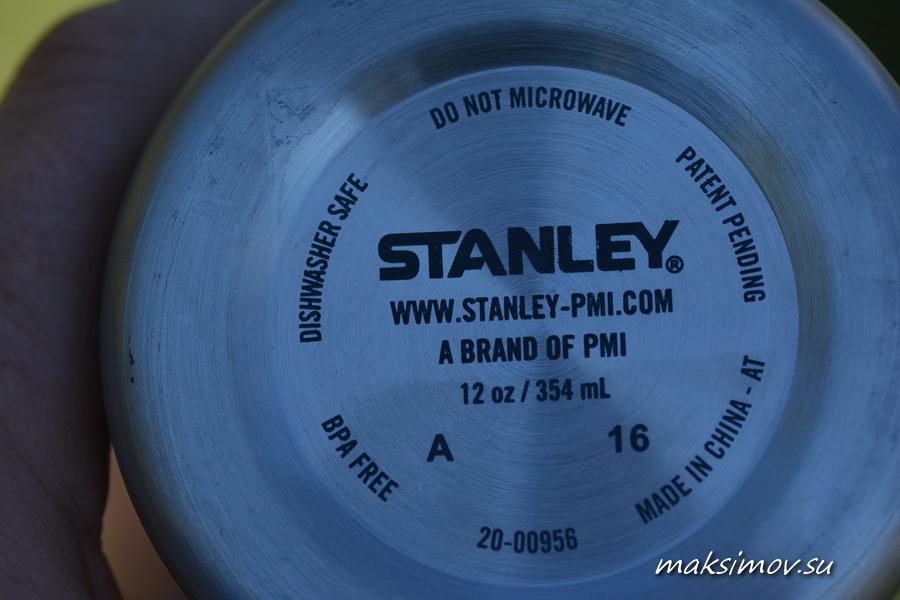 DO NOT MICROWAVE
DISHWASHER SAFE
PATENT PENDING
STANLEY®
WWW.STANLEY-PMI.COM
A BRAND OF PMI
12 oz / 354 mL
A 16
BPA FREE
MADE IN CHINA - AT
20-00956
maksimov.su